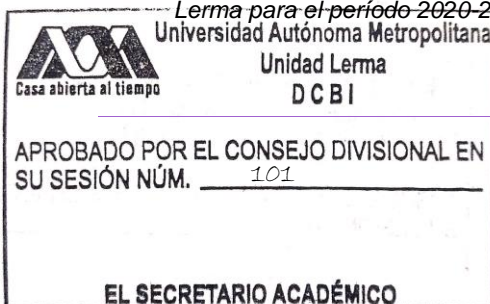 Lerma para el período 2020-2
Universidad Autónoma Metropolitana
Casa abierta al tiempo
Unidad Lerma
DCBI
APROBADO POR EL CONSEJO DIVISIONAL EN
SU SESIÓN NÚM. 101
EL SECRETARIO ACADÉMICO